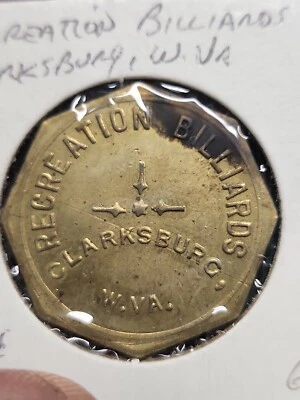 REATION BILLIARDS
RKSBURG, W. VA
RECREATION BILLIARDS
CLARKSBURG
W.VA.